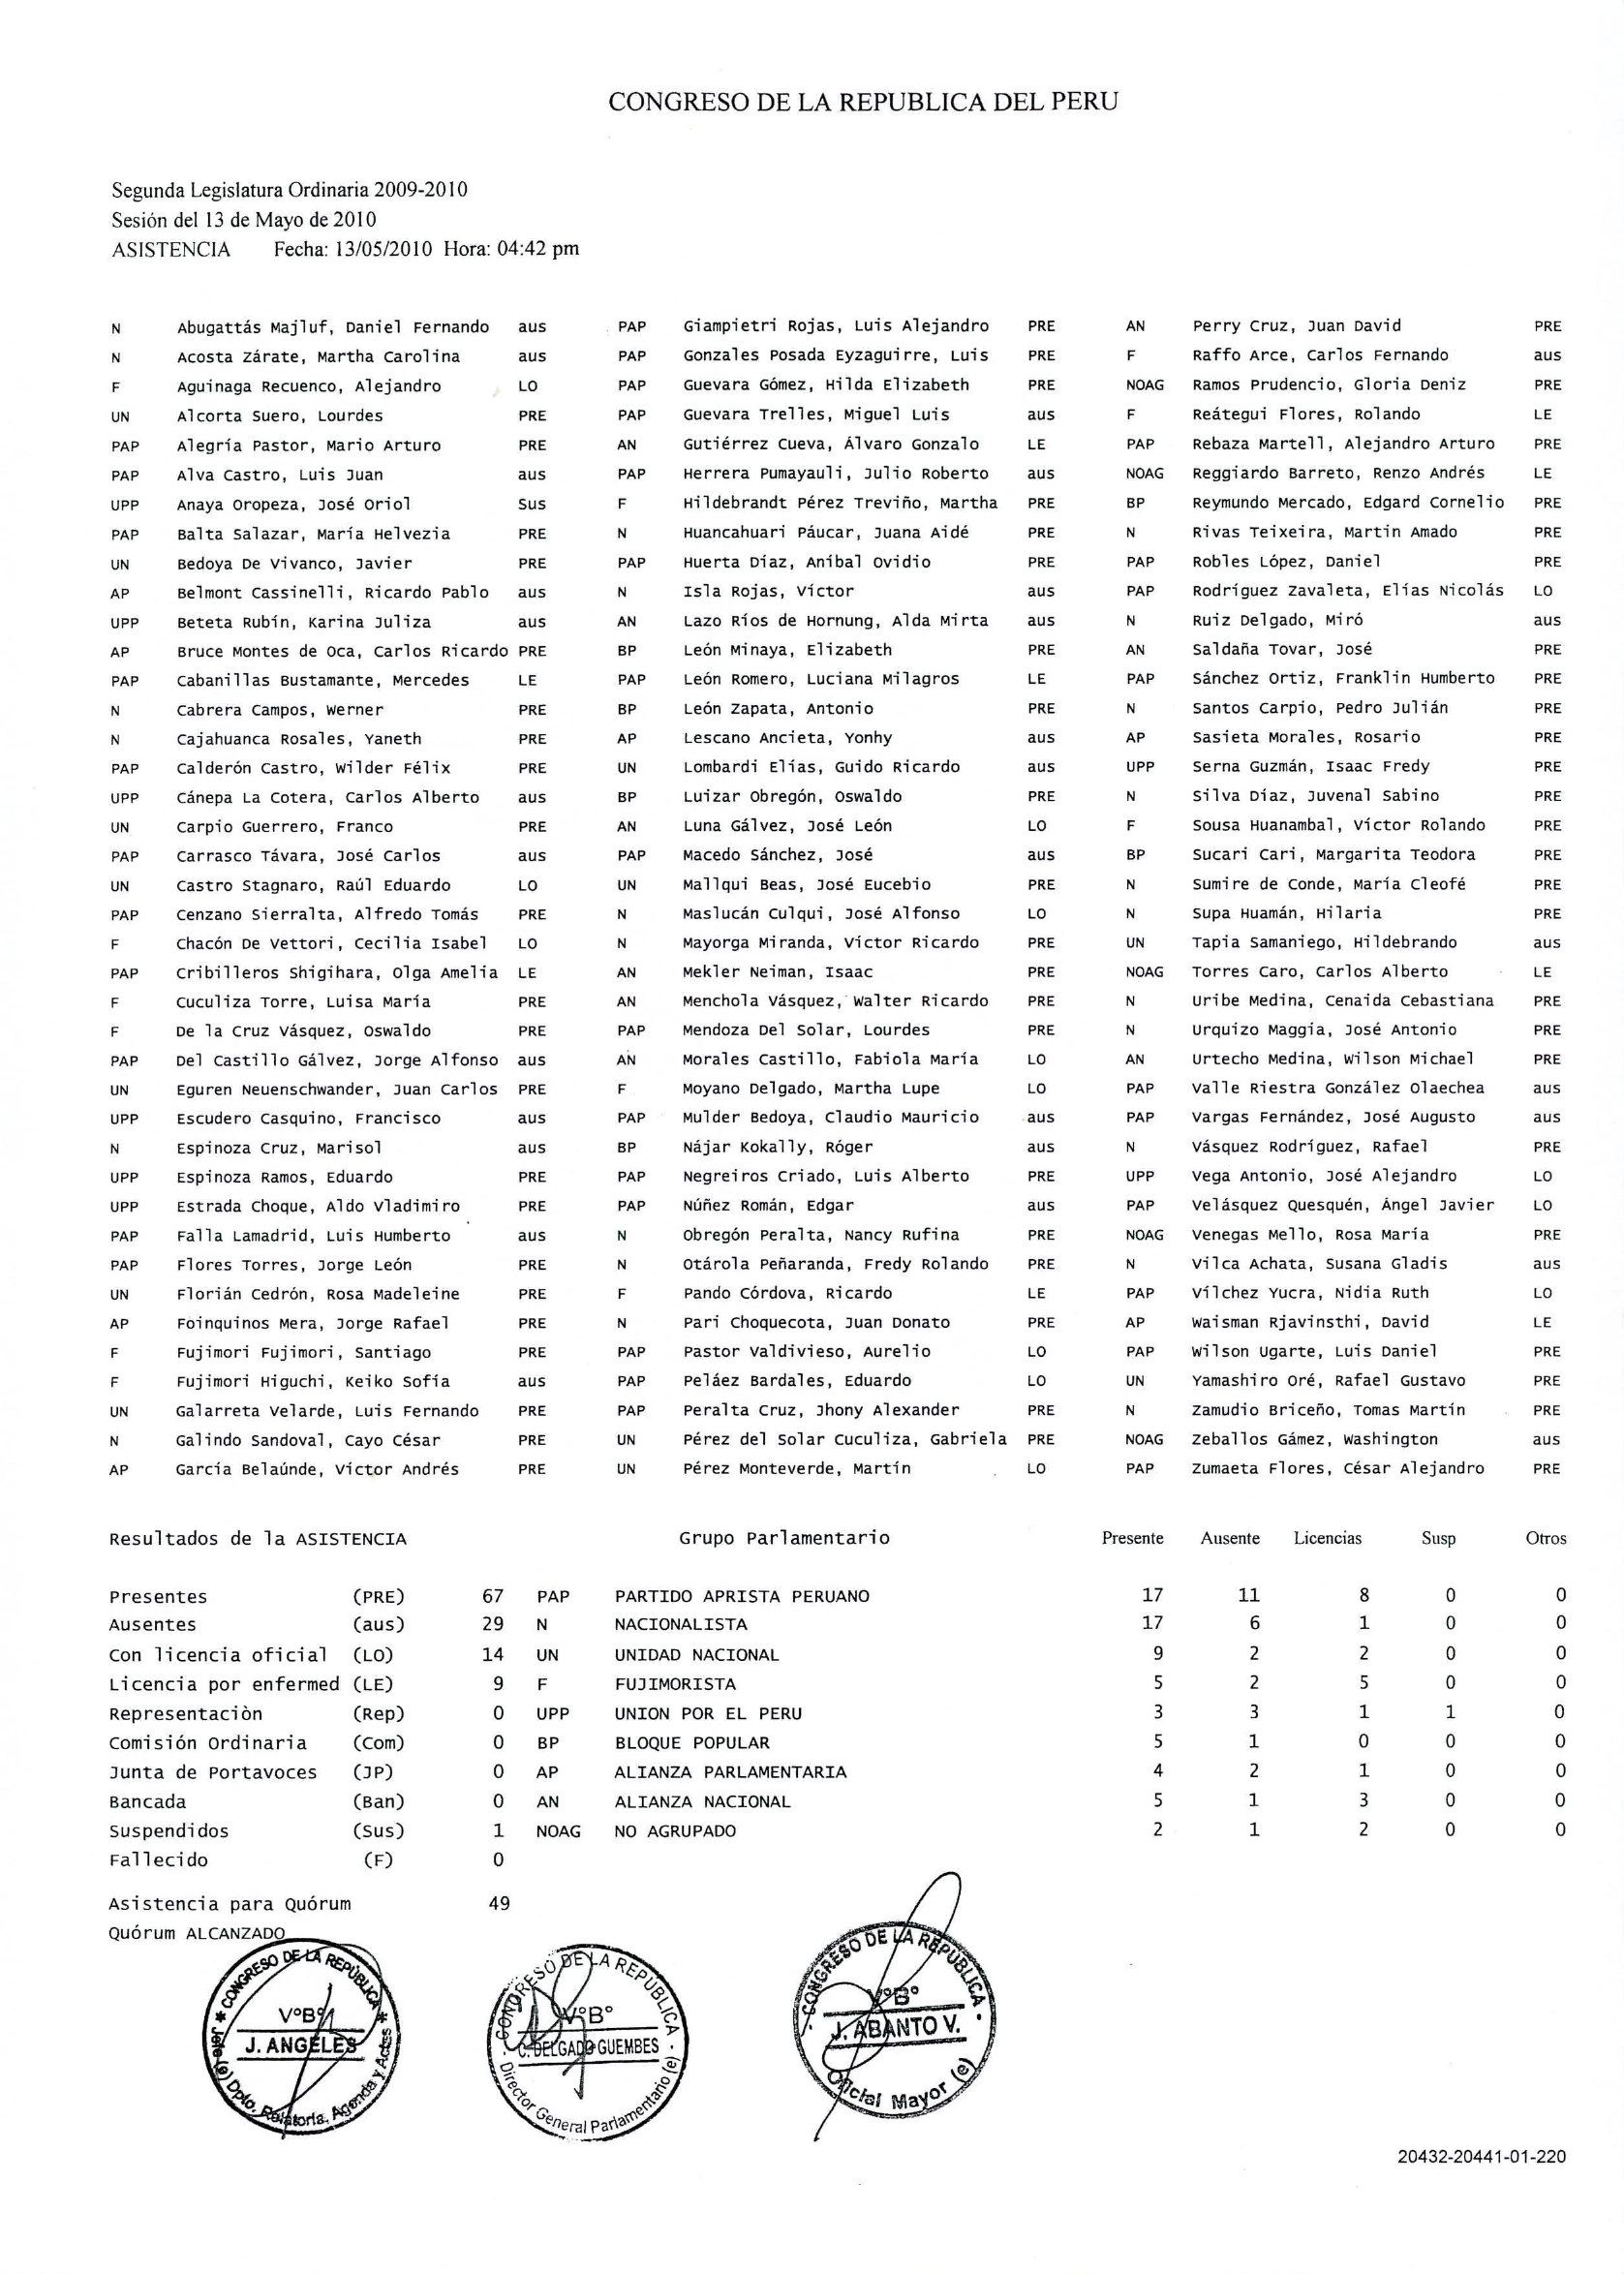 CONGRESO DE LA REPUBLICA DEL PERU
Segunda Legislatura Ordinaria 2009-2010
Sesión del 13 de Mayo de 2010
ASISTENCIA Fecha: 13/05/2010 Hora: 04:42 pm
N Abugattás Majluf, Daniel Fernando aus PAP Giampietri Rojas, Luis Alejandro PRE AN Perry Cruz, Juan David PRE
N Acosta Zárate, Martha Carolina aus PAP Gonzales Posada Eyzaguirre, Luis PRE F Raffo Arce, Carlos Fernando aus
F Aguinaga Recuenco, Alejandro LO PAP Guevara Gómez, Hilda Elizabeth PRE NOAG Ramos Prudencio, Gloria Deniz PRE
UN Alcorta Suero, Lourdes PRE PAP Guevara Trelles, Miguel Luis aus F Reátegui Flores, Rolando LE
PAP Alegría Pastor, Mario Arturo PRE AN Gutiérrez Cueva, Álvaro Gonzalo LE PAP Rebaza Martell, Alejandro Arturo PRE
PAP Alva Castro, Luis Juan aus PAP Herrera Pumayauli, Julio Roberto aus NOAG Reggiardo Barreto, Renzo Andrés LE
UPP Anaya Oropeza, José Oriol Sus F Hildebrandt Pérez Treviño, Martha PRE BP Reymundo Mercado, Edgard Cornelio PRE
PAP Balta Salazar, María Helvezia PRE N Huancahuari Páucar, Juana Aidé PRE N Rivas Teixeira, Martin Amado PRE
UN Bedoya De Vivanco, Javier PRE PAP Huerta Díaz, Aníbal Ovidio PRE PAP Robles López, Daniel PRE
AP Belmont Cassinelli, Ricardo Pablo aus N Isla Rojas, Víctor aus PAP Rodríguez Zavaleta, Elías Nicolás LO
UPP Beteta Rubín, Karina Juliza aus AN Lazo Ríos de Hornung, Alda Mirta aus N Ruiz Delgado, Miró aus
AP Bruce Montes de Oca, Carlos Ricardo PRE BP León Minaya, Elizabeth PRE AN Saldaña Tovar, José PRE
PAP Cabanillas Bustamante, Mercedes LE PAP León Romero, Luciana Milagros LE PAP Sánchez Ortiz, Franklin Humberto PRE
N Cabrera Campos, Werner PRE BP León Zapata, Antonio PRE N Santos Carpio, Pedro Julián PRE
N Cajahuanca Rosales, Yaneth PRE AP Lescano Ancieta, Yonhy aus AP Sasieta Morales, Rosario PRE
PAP Calderón Castro, Wilder Félix PRE UN Lombardi Elías, Guido Ricardo aus UPP Serna Guzmán, Isaac Fredy PRE
UPP Cánepa La Cotera, Carlos Alberto aus BP Luizar Obregón, Oswaldo PRE N Silva Díaz, Juvenal Sabino PRE
UN Carpio Guerrero, Franco PRE AN Luna Gálvez, José León LO F Sousa Huanambal, Víctor Rolando PRE
PAP Carrasco Távara, José Carlos aus PAP Macedo Sánchez, José aus BP Sucari Cari, Margarita Teodora PRE
UN Castro Stagnaro, Raúl Eduardo LO UN Mallqui Beas, José Eucebio PRE N Sumire de Conde, María Cleofé PRE
PAP Cenzano Sierralta, Alfredo Tomás PRE N Maslucán Culqui, José Alfonso LO N Supa Huamán, Hilaria PRE
F Chacón De Vettori, Cecilia Isabel LO N Mayorga Miranda, Víctor Ricardo PRE UN Tapia Samaniego, Hildebrando aus
PAP Cribilleros Shigihara, Olga Amelia LE AN Mekler Neiman, Isaac PRE NOAG Torres Caro, Carlos Alberto LE
F Cuculiza Torre, Luisa María PRE AN Menchola Vásquez, Walter Ricardo PRE N Uribe Medina, Cenaida Cebastiana PRE
F De la Cruz Vásquez, Oswaldo PRE PAP Mendoza Del Solar, Lourdes PRE N Urquizo Maggia, José Antonio PRE
PAP Del Castillo Gálvez, Jorge Alfonso aus AN Morales Castillo, Fabiola María LO AN Urtecho Medina, Wilson Michael PRE
UN Eguren Neuenschwander, Juan Carlos PRE F Moyano Delgado, Martha Lupe LO PAP Valle Riestra González Olaechea aus
UPP Escudero Casquino, Francisco aus PAP Mulder Bedoya, Claudio Mauricio aus PAP Vargas Fernández, José Augusto aus
N Espinoza Cruz, Marisol aus BP Nájar Kokally, Róger aus N Vásquez Rodríguez, Rafael PRE
UPP Espinoza Ramos, Eduardo PRE PAP Negreiros Criado, Luis Alberto PRE UPP Vega Antonio, José Alejandro LO
UPP Estrada Choque, Aldo Vladimiro PRE PAP Núñez Román, Edgar aus PAP Velásquez Quesquén, Ángel Javier LO
PAP Falla Lamadrid, Luis Humberto aus N Obregón Peralta, Nancy Rufina PRE NOAG Venegas Mello, Rosa María PRE
PAP Flores Torres, Jorge León PRE N Otárola Peñaranda, Fredy Rolando PRE N Vilca Achata, Susana Gladis aus
UN Florián Cedrón, Rosa Madeleine PRE F Pando Córdova, Ricardo LE PAP Vílchez Yucra, Nidia Ruth LO
AP Foinquinos Mera, Jorge Rafael PRE N Pari Choquecota, Juan Donato PRE AP Waisman Rjavinsthi, David LE
F Fujimori Fujimori, Santiago PRE PAP Pastor Valdivieso, Aurelio LO PAP Wilson Ugarte, Luis Daniel PRE
F Fujimori Higuchi, Keiko Sofía aus PAP Peláez Bardales, Eduardo LO UN Yamashiro Oré, Rafael Gustavo PRE
UN Galarreta Velarde, Luis Fernando PRE PAP Peralta Cruz, Jhony Alexander PRE N Zamudio Briceño, Tomas Martín PRE
N Galindo Sandoval, Cayo César PRE UN Pérez del Solar Cuculiza, Gabriela PRE NOAG Zeballos Gámez, Washington aus
AP García Belaúnde, Víctor Andrés PRE UN Pérez Monteverde, Martín LO PAP Zumaeta Flores, César Alejandro PRE
Resultados de la ASISTENCIA Grupo Parlamentario Presente Ausente Licencias Susp Otros
Presentes (PRE) 67 PAP PARTIDO APRISTA PERUANO 17 11 8 0 0
Ausentes (aus) 29 N NACIONALISTA 17 6 1 0 0
Con licencia oficial (LO) 14 UN UNIDAD NACIONAL 9 2 2 0 0
Licencia por enfermed (LE) 9 F FUJIMORISTA 5 2 5 0 0
Representaciòn (Rep) 0 UPP UNION POR EL PERU 3 3 1 1 0
Comisión Ordinaria (Com) 0 BP BLOQUE POPULAR 5 1 0 0 0
Junta de Portavoces (JP) 0 AP ALIANZA PARLAMENTARIA 4 2 1 0 0
Bancada (Ban) 0 AN ALIANZA NACIONAL 5 1 3 0 0
Suspendidos (Sus) 1 NOAG NO AGRUPADO 2 1 2 0 0
Fallecido (F) 0
Asistencia para Quórum 49
Quórum ALCANZADO
CONGRESO DE LA REPÚBLICA
V°B°
J. ANGELES
Jefe (e) Dpto. Relatoría, Agenda y Actas
CONGRESO DE LA REPÚBLICA
V°B°
C. DELGADO GUEMBES
Director General Parlamentario (e)
CONGRESO DE LA REPÚBLICA
V°B°
J. ABANTO V.
Oficial Mayor (e)
20432-20441-01-220